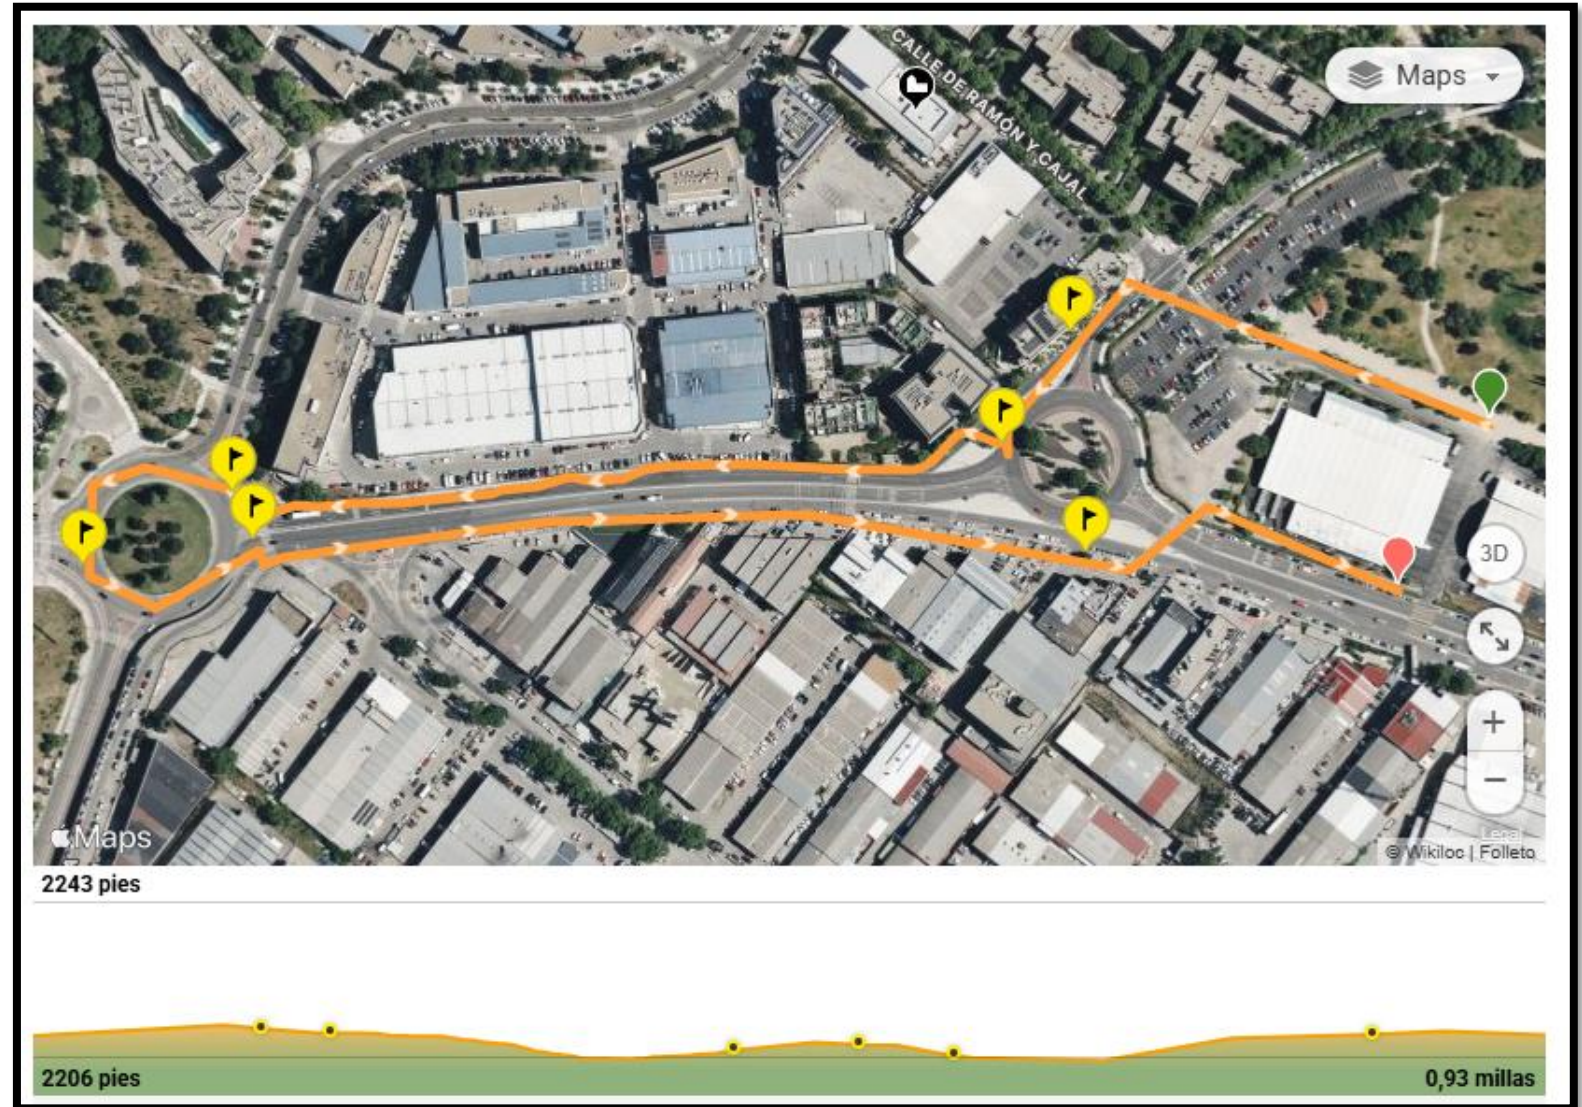 CALLE DE RAMÓN Y CAJAL
Maps
3D
+
−
Maps
Legal
© Wikiloc | Folleto
2243 pies
2206 pies
0,93 millas